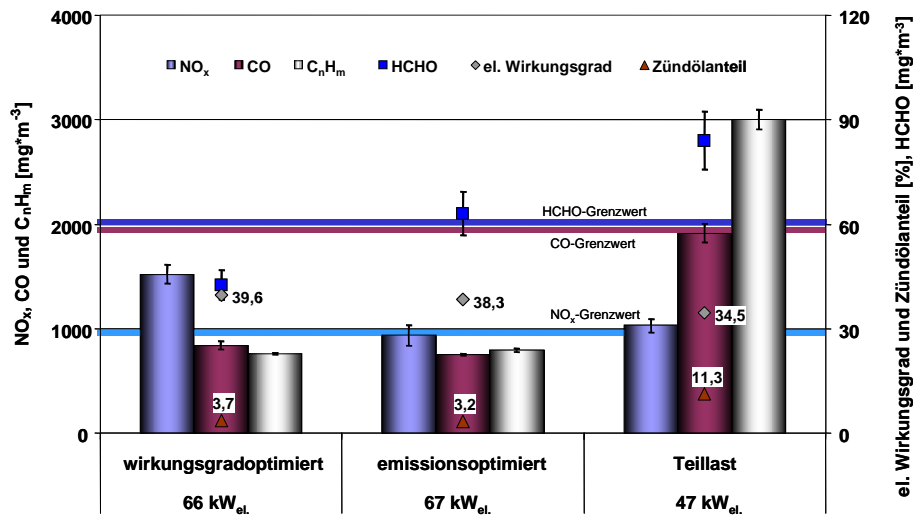 4000
3000
2000
1000
0
120
90
60
30
0
NOx, CO und CnHm [mg*m-3]
el. Wirkungsgrad und Zündölanteil [%], HCHO [mg*m-3]
NOx CO CnHm HCHO el. Wirkungsgrad Zündölanteil
HCHO-Grenzwert
CO-Grenzwert
NOx-Grenzwert
39,6
38,3
34,5
3,7
3,2
11,3
wirkungsgradoptimiert emissionsoptimiert Teillast
66 kWel. 67 kWel. 47 kWel.